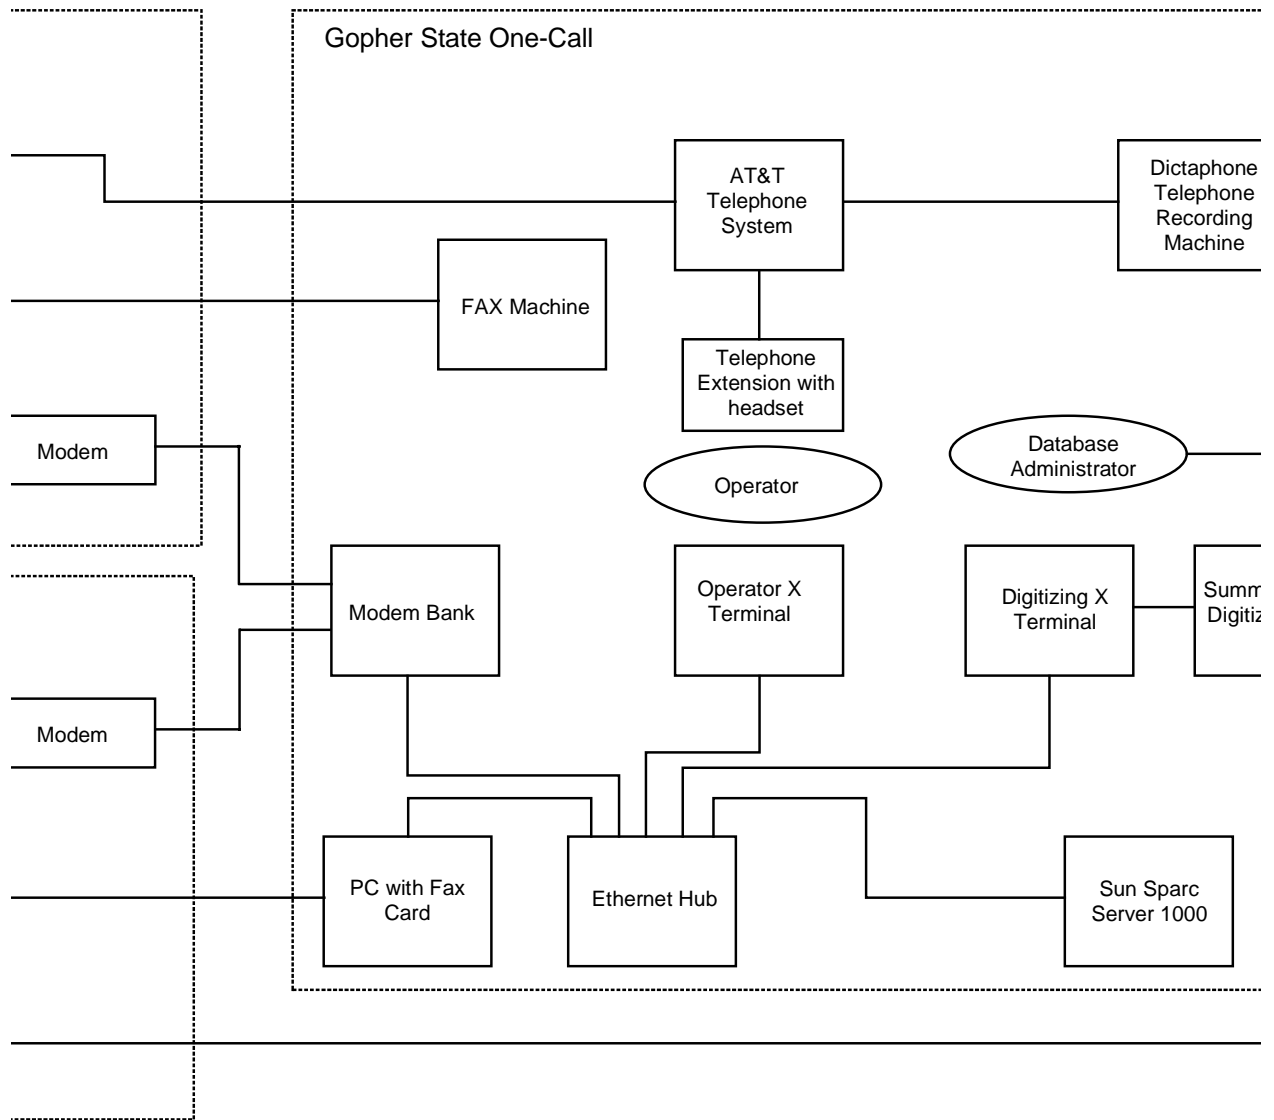 Gopher State One-Call
AT&T
Telephone
System
Dictaphone
Telephone
Recording
Machine
FAX Machine
Telephone
Extension with
headset
Modem
Database
Administrator
Operator
Modem Bank
Operator X
Terminal
Digitizing X
Terminal
Modem
PC with Fax
Card
Ethernet Hub
Sun Sparc
Server 1000